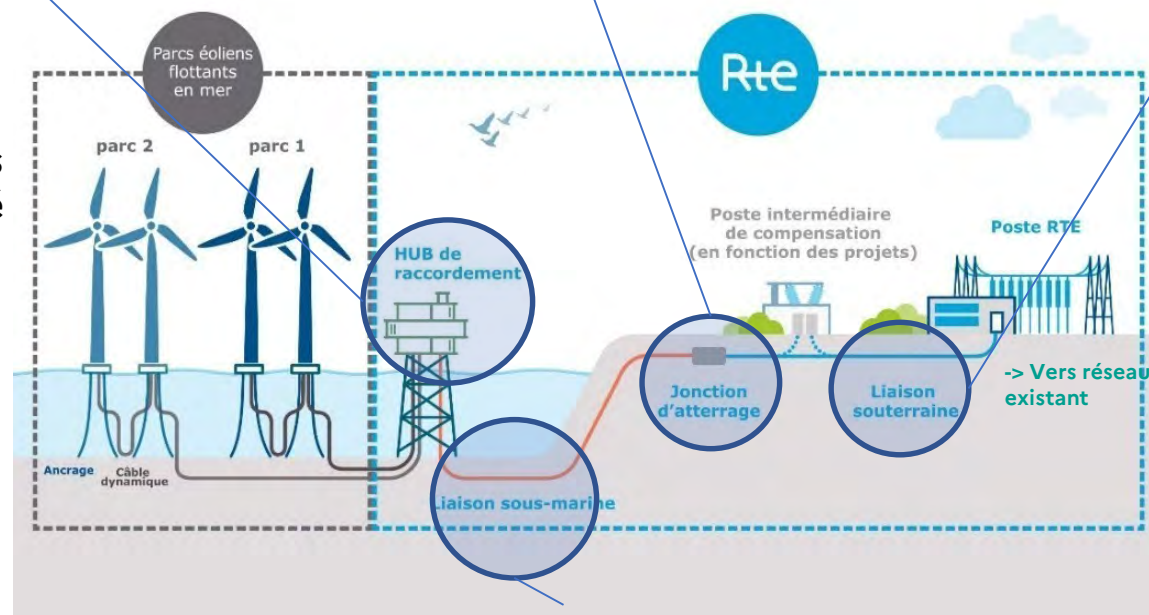 Parcs éoliens
flottants
en mer
Rte
parc 2
parc 1
HUB de
raccordement
Poste intermédiaire
de compensation
(en fonction des projets)
Poste RTE
Jonction
d'atterrage
Liaison
souterraine
-> Vers réseau
existant
Ancrage
Câble
dynamique
Liaison sous-marine